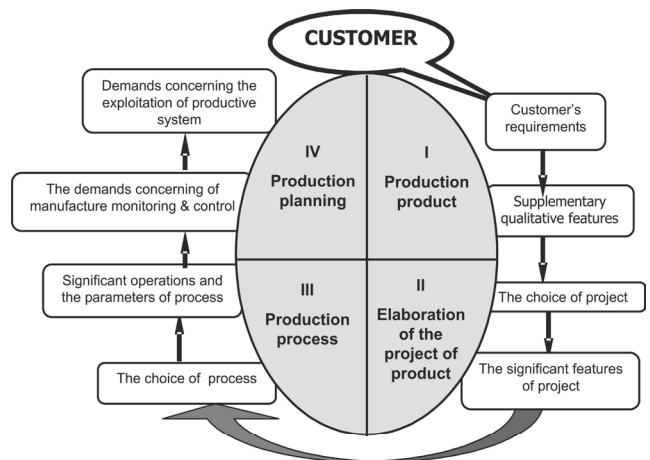 CUSTOMER
Customer's
requirements
Supplementary
qualitative features
The choice of project
The significant features
of project
I
Production
product
II
Elaboration
of the
project of
product
III
Production
process
IV
Production
planning
The choice of process
Significant operations and
the parameters of process
The demands concerning of
manufacture monitoring & control
Demands concerning the
exploitation of productive
system